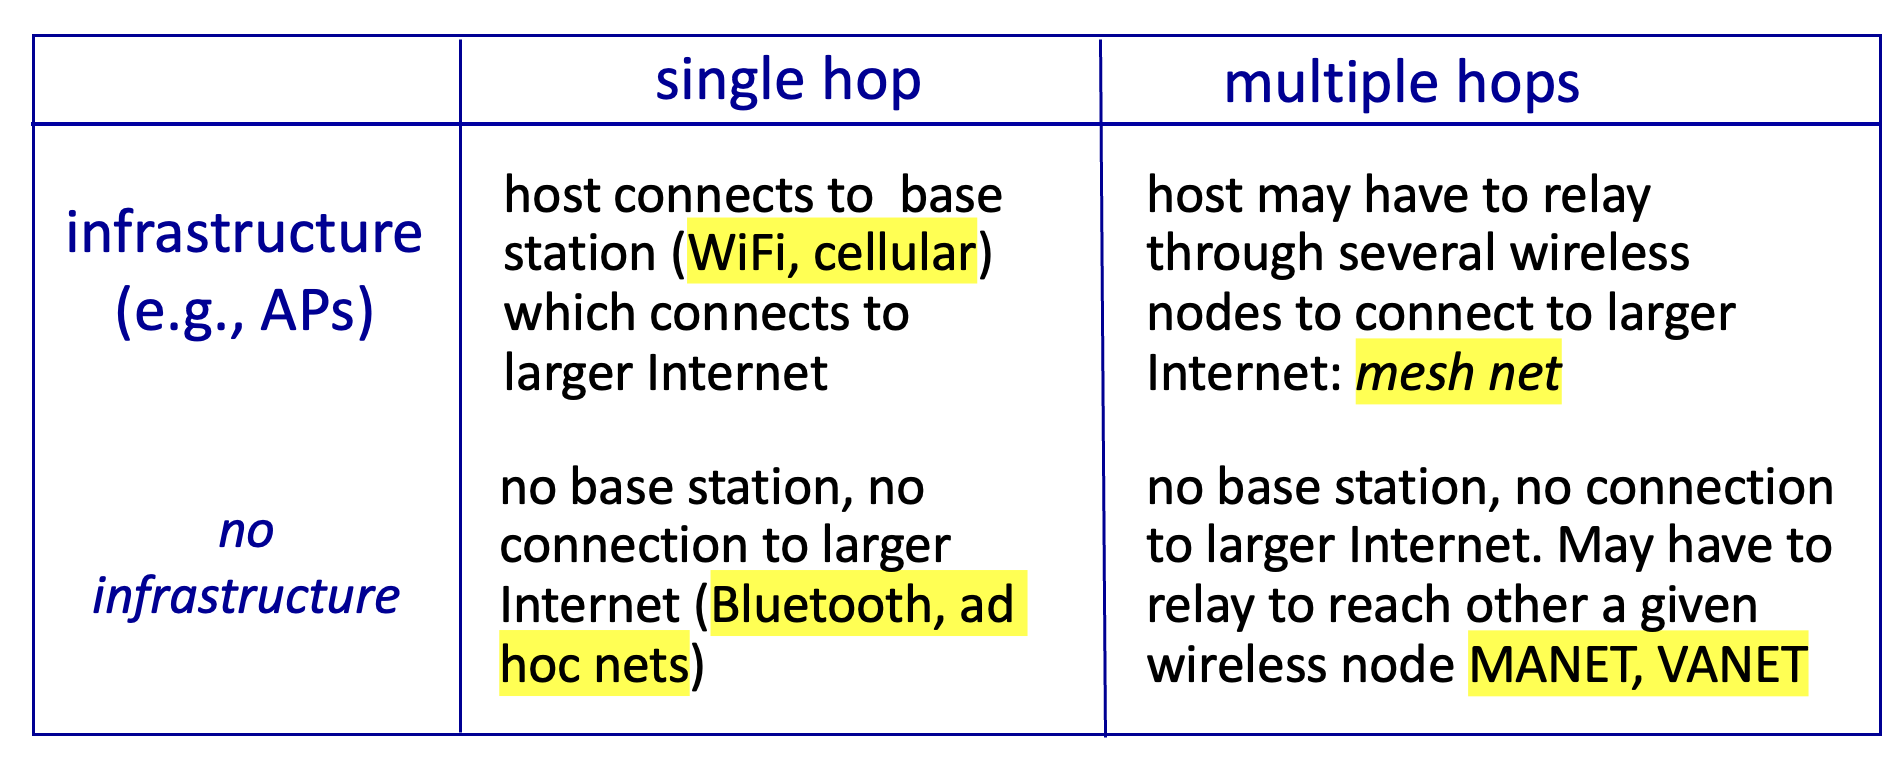 single hop
multiple hops
infrastructure
(e.g., APs)
host connects to base
station (WiFi, cellular)
which connects to
larger Internet
host may have to relay
through several wireless
nodes to connect to larger
Internet: mesh net
no
infrastructure
no base station, no
connection to larger
Internet (Bluetooth, ad
hoc nets)
no base station, no connection
to larger Internet. May have to
relay to reach other a given
wireless node MANET, VANET